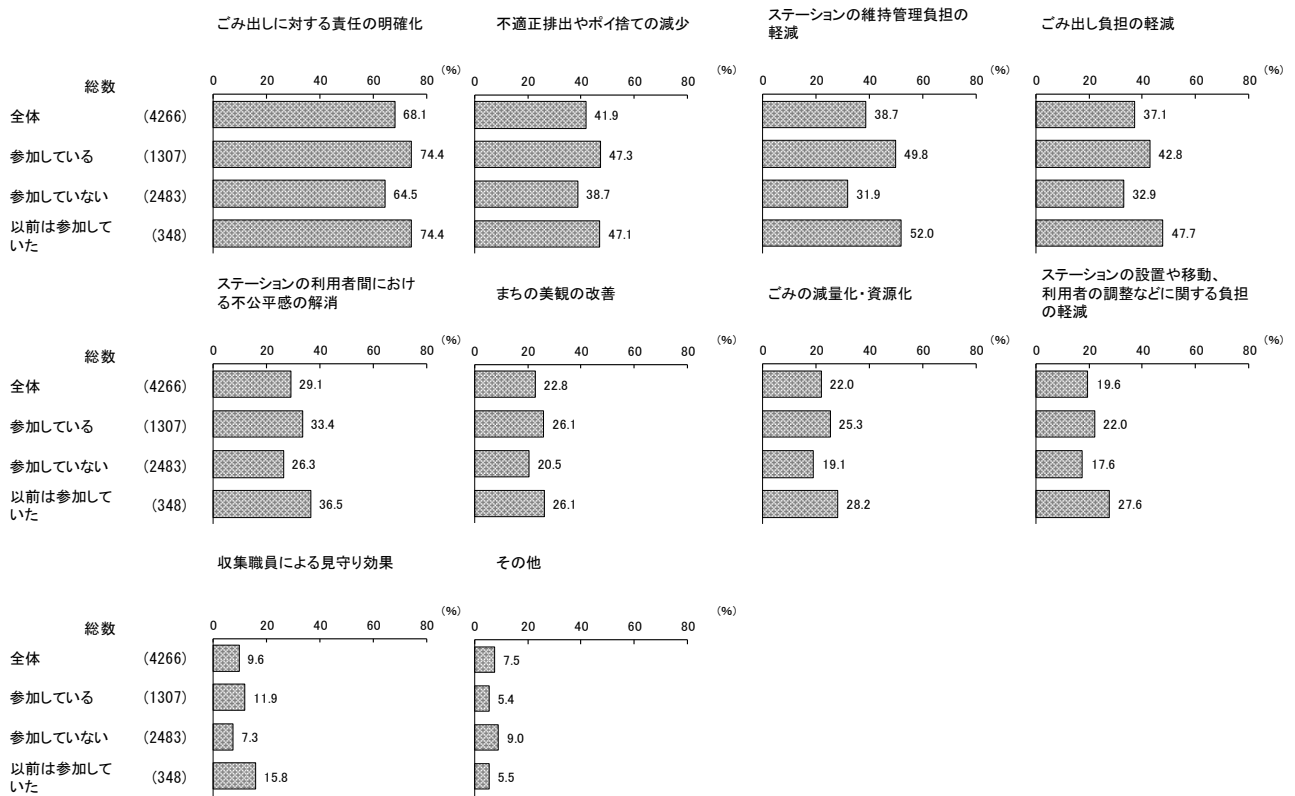 ごみ出しに対する責任の明確化
不適正排出やポイ捨ての減少
ステーションの維持管理負担の
軽減
ごみ出し負担の軽減
0 20 40 60 80 (%)
0 20 40 60 80 (%)
0 20 40 60 80 (%)
0 20 40 60 80 (%)
総数
全体 (4266) 68.1 41.9 38.7 37.1
参加している (1307) 74.4 47.3 49.8 42.8
参加していない (2483) 64.5 38.7 31.9 32.9
以前は参加して
いた (348) 74.4 47.1 52.0 47.7
ステーションの利用者間におけ
る不公平感の解消
まちの美観の改善
ごみの減量化・資源化
ステーションの設置や移動、
利用者の調整などに関する負担
の軽減
0 20 40 60 80 (%)
0 20 40 60 80 (%)
0 20 40 60 80 (%)
0 20 40 60 80 (%)
総数
全体 (4266) 29.1 22.8 22.0 19.6
参加している (1307) 33.4 26.1 25.3 22.0
参加していない (2483) 26.3 20.5 19.1 17.6
以前は参加して
いた (348) 36.5 26.1 28.2 27.6
収集職員による見守り効果
その他
0 20 40 60 80 (%)
0 20 40 60 80 (%)
総数
全体 (4266) 9.6 7.5
参加している (1307) 11.9 5.4
参加していない (2483) 7.3 9.0
以前は参加して
いた (348) 15.8 5.5